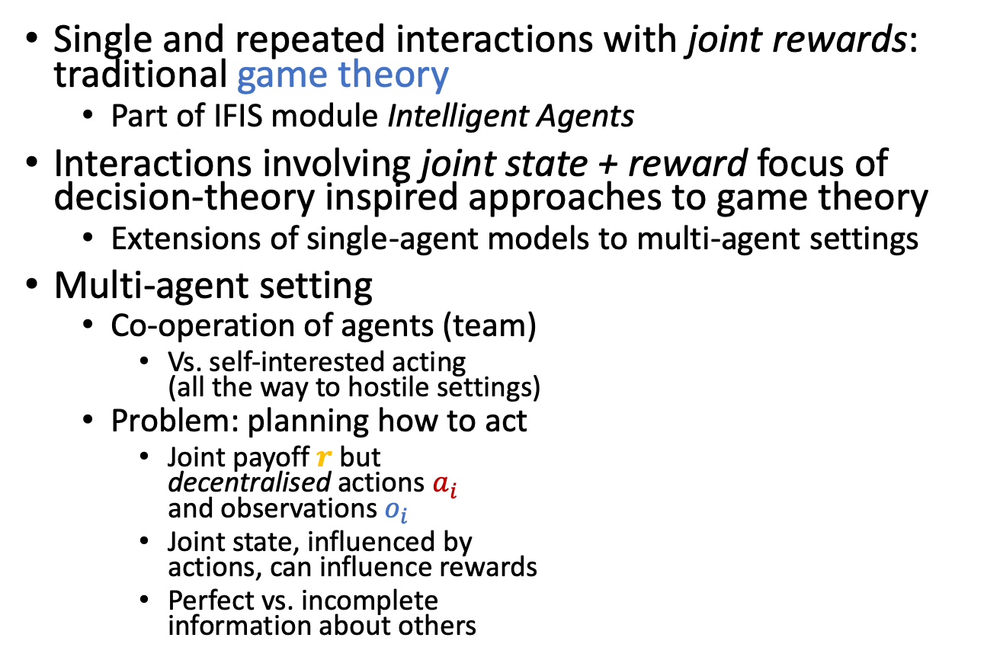 • Single and repeated interactions with joint rewards:
traditional game theory
• Part of IFIS module Intelligent Agents
• Interactions involving joint state + reward focus of
decision-theory inspired approaches to game theory
• Extensions of single-agent models to multi-agent settings
• Multi-agent setting
• Co-operation of agents (team)
• Vs. self-interested acting
(all the way to hostile settings)
• Problem: planning how to act
• Joint payoff r but
decentralised actions aᵢ
and observations oᵢ
• Joint state, influenced by
actions, can influence rewards
• Perfect vs. incomplete
information about others